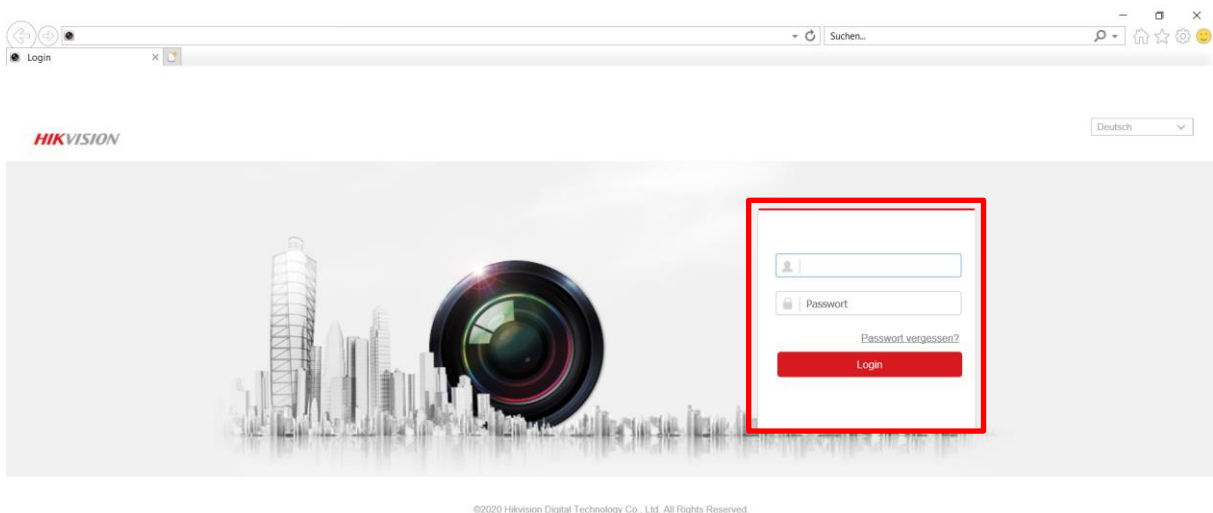 Suchen...
Login
HIKVISION
Deutsch
Passwort
Passwort vergessen?
Login
©2020 Hikvision Digital Technology Co., Ltd. All Rights Reserved.